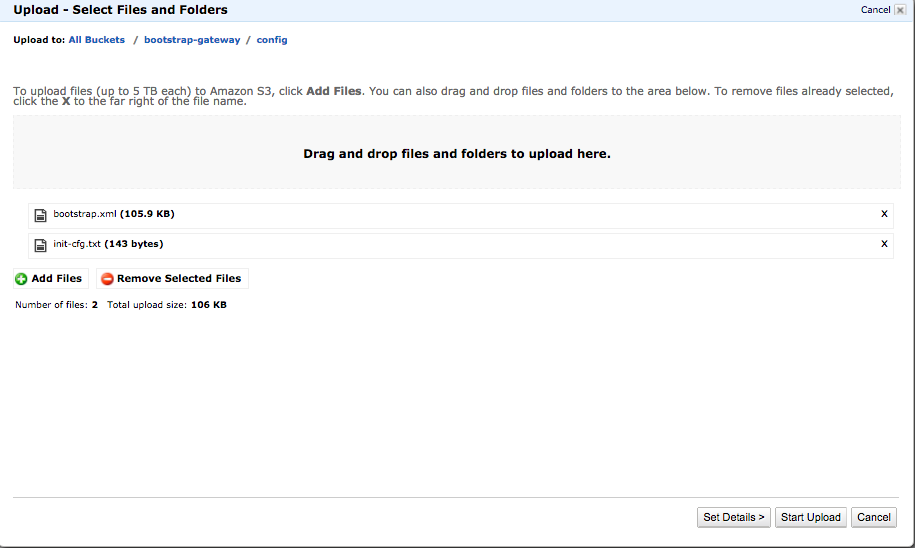 Upload - Select Files and Folders
Cancel
Upload to: All Buckets / bootstrap-gateway / config
To upload files (up to 5 TB each) to Amazon S3, click Add Files. You can also drag and drop files and folders to the area below. To remove files already selected,
click the X to the far right of the file name.
Drag and drop files and folders to upload here.
bootstrap.xml (105.9 KB) X
init-cfg.txt (143 bytes) X
Add Files Remove Selected Files
Number of files: 2 Total upload size: 106 KB
Set Details > Start Upload Cancel